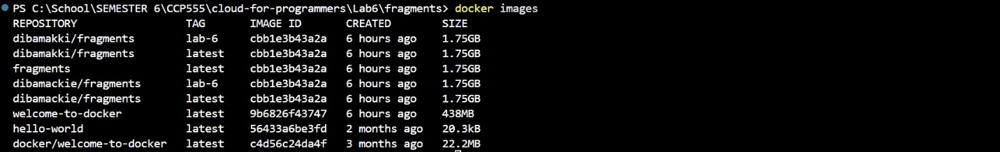 PS C:\School\SEMESTER 6\CCP555\cloud-for-programmers\Lab6\fragments> docker images
REPOSITORY TAG IMAGE ID CREATED SIZE
dibamakki/fragments lab-6 cbb1e3b43a2a 6 hours ago 1.75GB
dibamakki/fragments latest cbb1e3b43a2a 6 hours ago 1.75GB
fragments latest cbb1e3b43a2a 6 hours ago 1.75GB
dibamackie/fragments lab-6 cbb1e3b43a2a 6 hours ago 1.75GB
dibamackie/fragments latest cbb1e3b43a2a 6 hours ago 1.75GB
welcome-to-docker latest 9b6826f43747 6 hours ago 438MB
hello-world latest 56433a6be3fd 2 months ago 20.3kB
docker/welcome-to-docker latest c4d56c24da4f 3 months ago 22.2MB